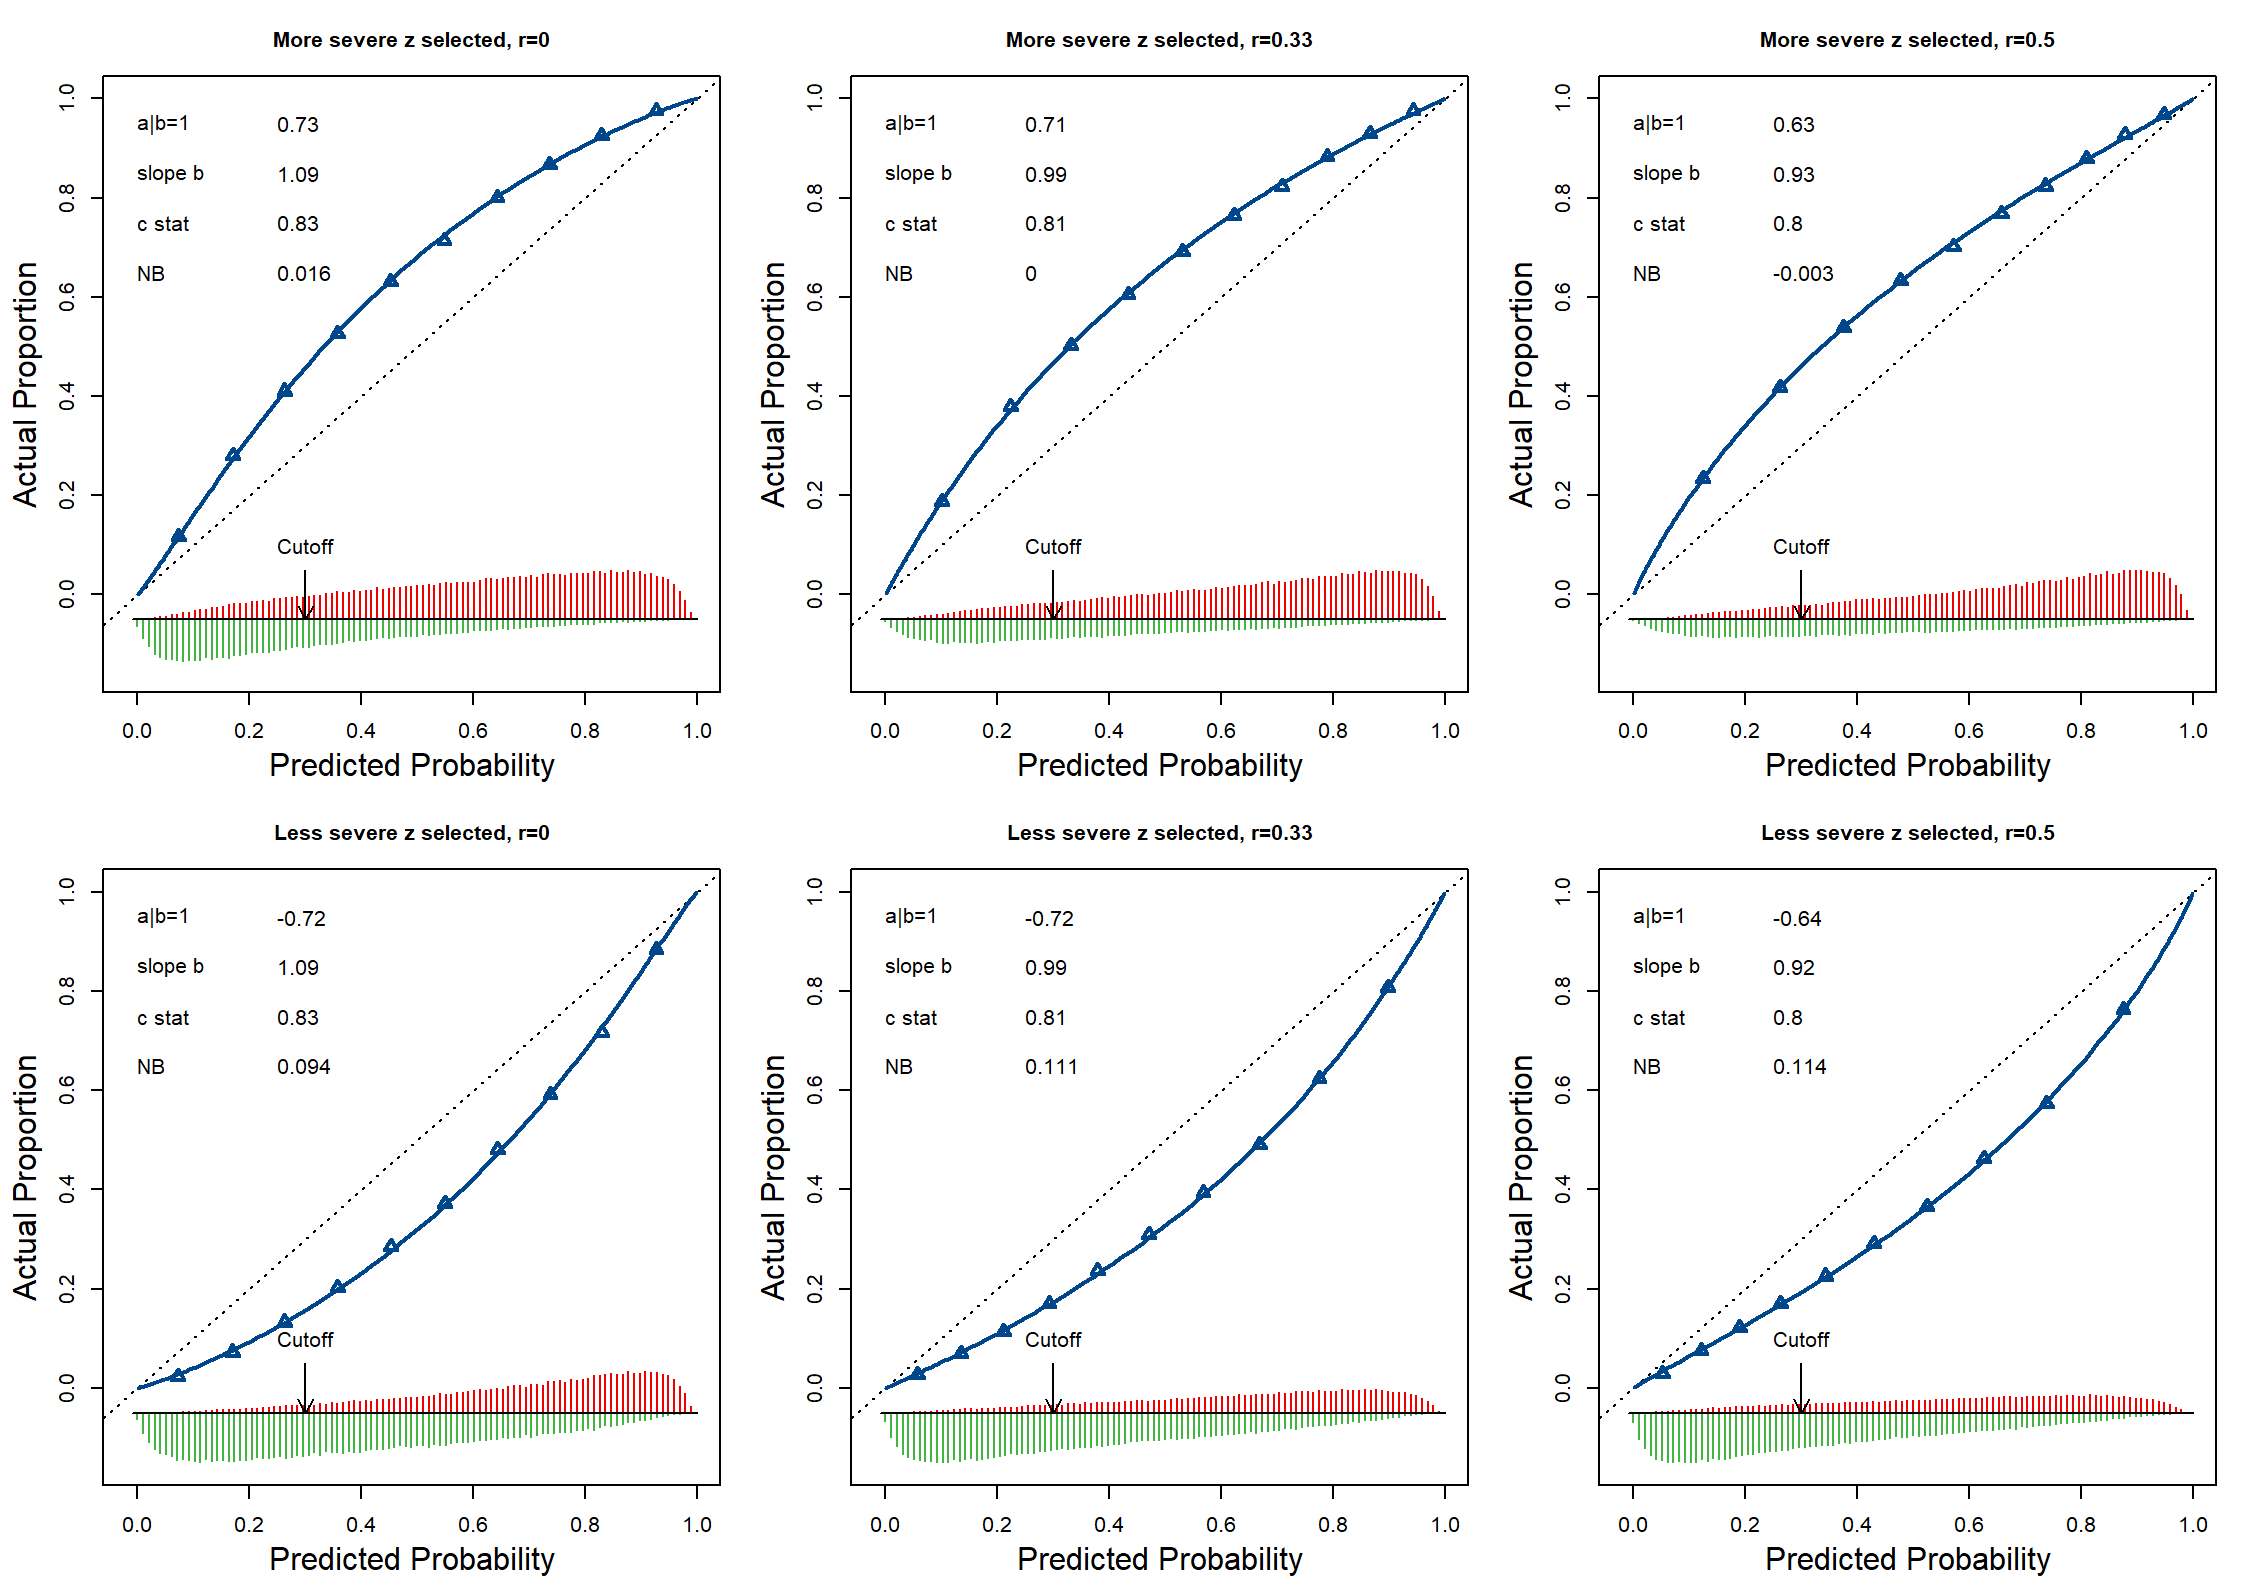 More severe z selected, r=0
a|b=1 0.73
slope b 1.09
c stat 0.83
NB 0.016
Cutoff
Actual Proportion
0.0 0.2 0.4 0.6 0.8 1.0
0.0 0.2 0.4 0.6 0.8 1.0
Predicted Probability
More severe z selected, r=0.33
a|b=1 0.71
slope b 0.99
c stat 0.81
NB 0
Cutoff
Actual Proportion
0.0 0.2 0.4 0.6 0.8 1.0
0.0 0.2 0.4 0.6 0.8 1.0
Predicted Probability
More severe z selected, r=0.5
a|b=1 0.63
slope b 0.93
c stat 0.8
NB -0.003
Cutoff
Actual Proportion
0.0 0.2 0.4 0.6 0.8 1.0
0.0 0.2 0.4 0.6 0.8 1.0
Predicted Probability
Less severe z selected, r=0
a|b=1 -0.72
slope b 1.09
c stat 0.83
NB 0.094
Cutoff
Actual Proportion
0.0 0.2 0.4 0.6 0.8 1.0
0.0 0.2 0.4 0.6 0.8 1.0
Predicted Probability
Less severe z selected, r=0.33
a|b=1 -0.72
slope b 0.99
c stat 0.81
NB 0.111
Cutoff
Actual Proportion
0.0 0.2 0.4 0.6 0.8 1.0
0.0 0.2 0.4 0.6 0.8 1.0
Predicted Probability
Less severe z selected, r=0.5
a|b=1 -0.64
slope b 0.92
c stat 0.8
NB 0.114
Cutoff
Actual Proportion
0.0 0.2 0.4 0.6 0.8 1.0
0.0 0.2 0.4 0.6 0.8 1.0
Predicted Probability